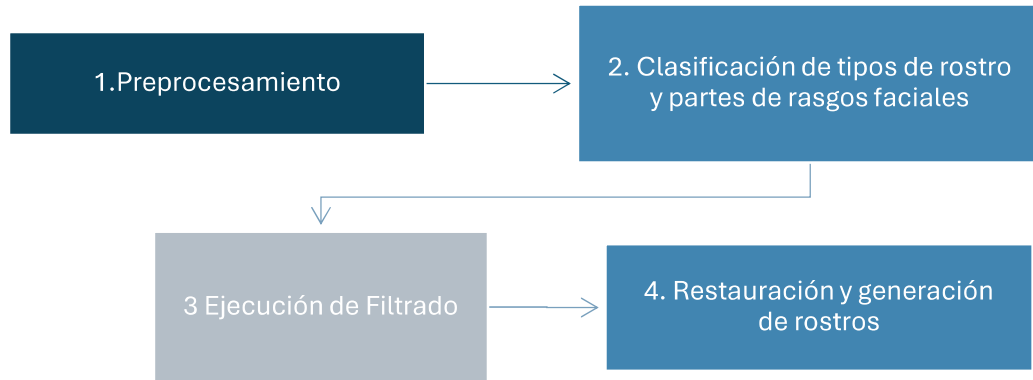 1.Preprocesamiento
2. Clasificación de tipos de rostro
y partes de rasgos faciales
3 Ejecución de Filtrado
4. Restauración y generación
de rostros